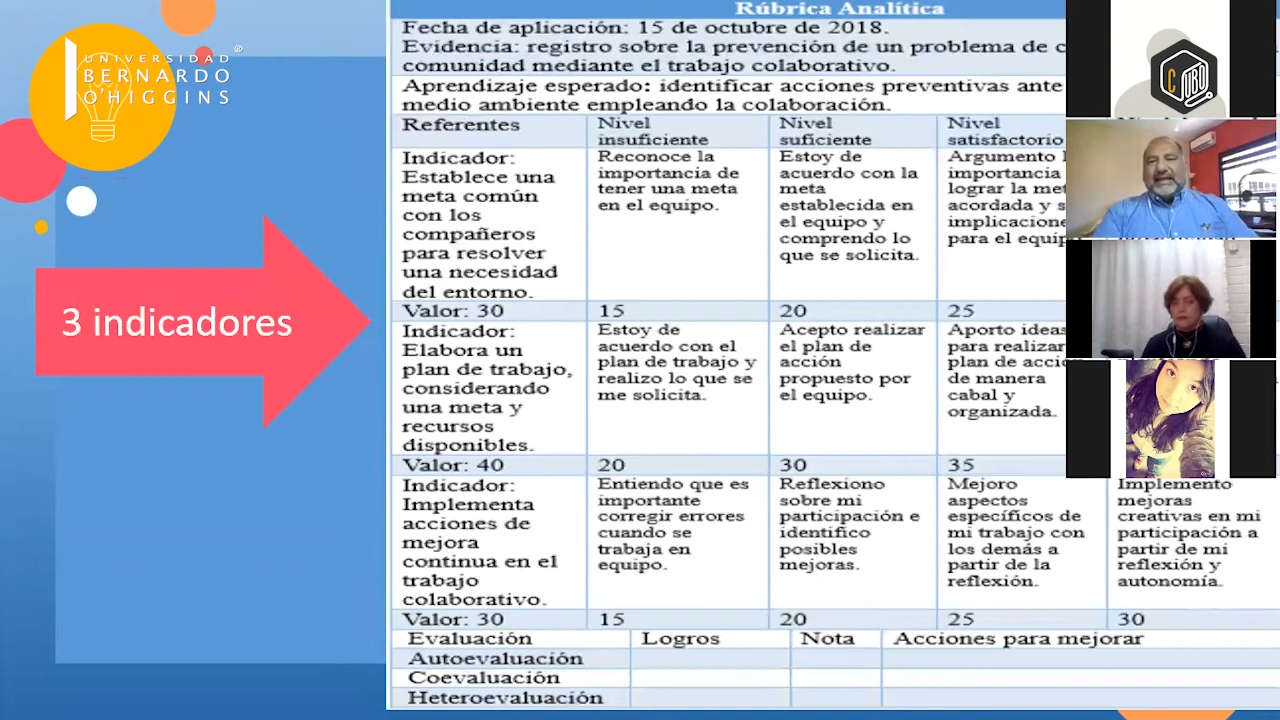 UNIVERSIDAD
BERNARDO
O'HIGGINS
®
3 indicadores
Rúbrica Analítica
Fecha de aplicación: 15 de octubre de 2018.
Evidencia: registro sobre la prevención de un problema de
comunidad mediante el trabajo colaborativo.
Aprendizaje esperado: identificar acciones preventivas ante
medio ambiente empleando la colaboración.
Referentes
Nivel
insuficiente
Nivel
suficiente
Nivel
satisfactorio
Indicador:
Establece una
meta común
con los
compañeros
para resolver
una necesidad
del entorno.
Reconoce la
importancia de
tener una meta
en el equipo.
Estoy de
acuerdo con la
meta
establecida en
el equipo y
comprendo lo
que se solicita.
Argumento
importancia
lograr la
acordada y
implicacione
para el
Valor: 30
15
20
25
Indicador:
Elabora un
plan de trabajo,
considerando
una meta y
recursos
disponibles.
Estoy de
acuerdo con el
plan de trabajo y
realizo lo que se
me solicita.
Acepto realizar
el plan de
acción
propuesto por
el equipo.
Aporto ideas
para realizar
plan de
de manera
cabal y
organizada.
Valor: 40
20
30
35
Indicador:
Implementa
acciones de
mejora
continua en el
trabajo
colaborativo.
Entiendo que es
importante
corregir errores
cuando se
trabaja en
equipo.
Reflexiono
sobre mi
participación e
identifico
posibles
mejoras.
Mejoro
aspectos
específicos de
mi trabajo con
los demás a
partir de la
reflexión.
Implemento
mejoras
creativas en mi
participación a
partir de mi
reflexión y
autonomía.
Valor: 30
15
20
25
30
Evaluación
Logros
Nota
Acciones para mejorar
Autoevaluación
Coevaluación
Heteroevaluación